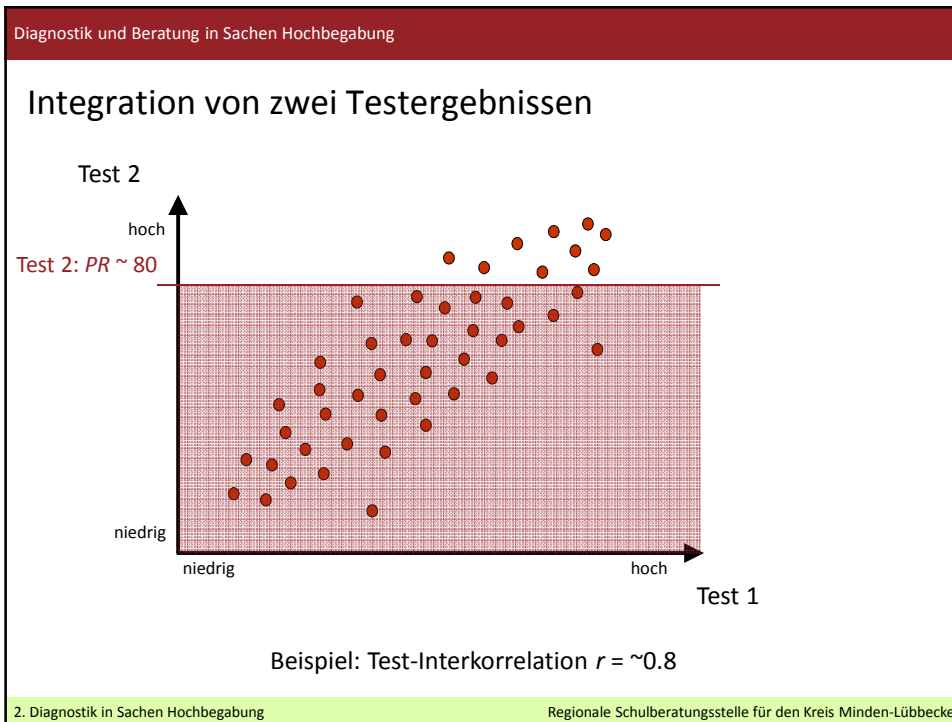 Diagnostik und Beratung in Sachen Hochbegabung
Integration von zwei Testergebnissen
Test 2
hoch
Test 2: PR ~ 80
niedrig
niedrig
hoch
Test 1
Beispiel: Test-Interkorrelation r = ~0.8
2. Diagnostik in Sachen Hochbegabung
Regionale Schulberatungsstelle für den Kreis Minden-Lübbecke